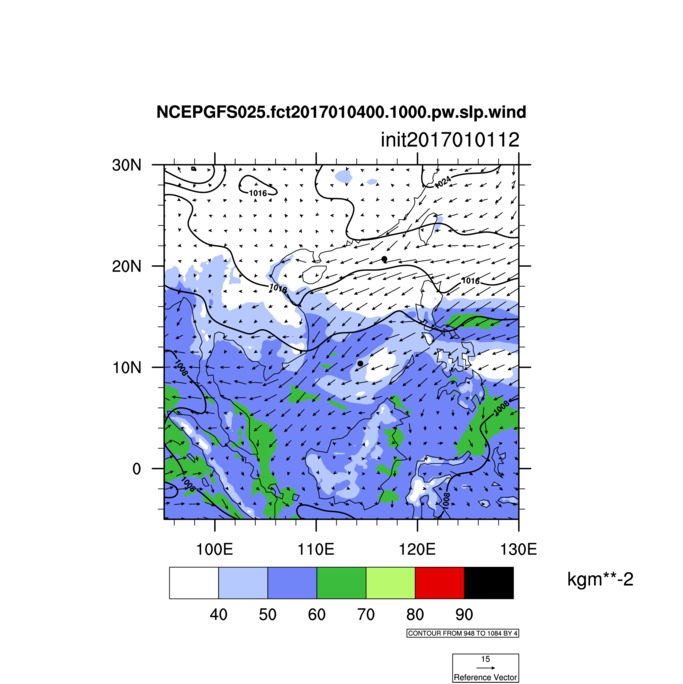 NCEPGFS025.fct2017010400.1000.pw.slp.wind
init2017010112
30N
1024
1016
20N
1016
1016
10N
1008
1008
0
1008
1008
100E 110E 120E 130E
kgm**-2
40 50 60 70 80 90
CONTOUR FROM 948 TO 1084 BY 4
15
Reference Vector